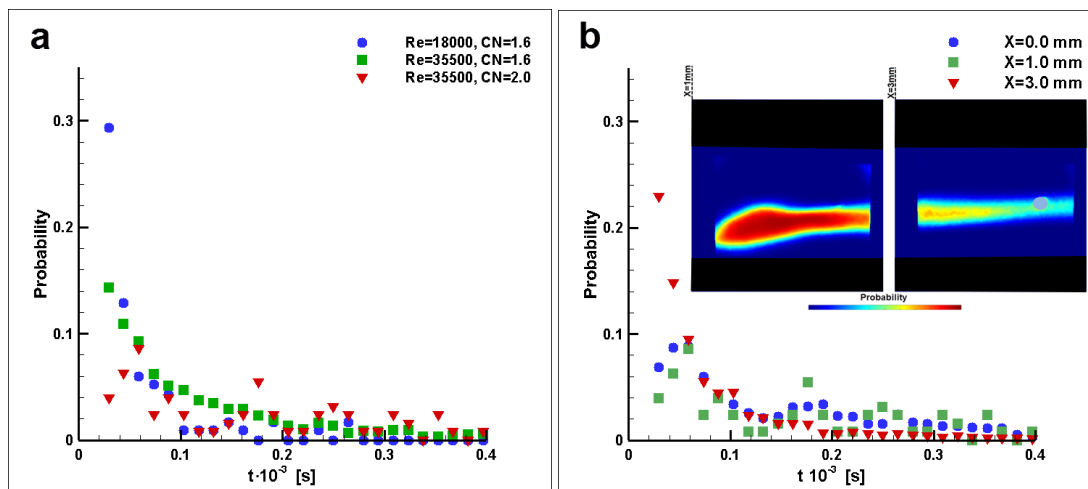 a
Re=18000, CN=1.6
Re=35500, CN=1.6
Re=35500, CN=2.0
0.3
0.2
0.1
0
Probability
0.1
0.2
0.3
0.4
t·10⁻³ [s]
b
X=0.0 mm
X=1.0 mm
X=3.0 mm
X=1mm
X=3mm
0.3
0.2
0.1
0
Probability
Probability
0.1
0.2
0.3
0.4
t 10⁻³ [s]